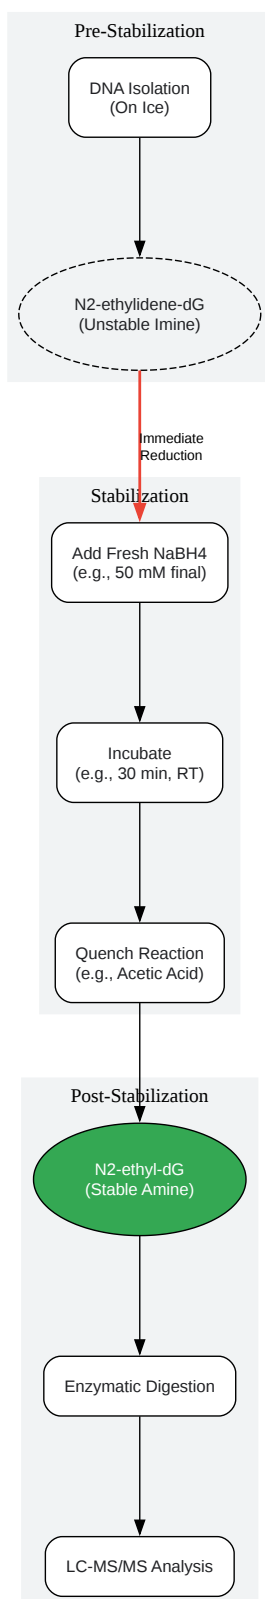 Pre-Stabilization
DNA Isolation
(On Ice)
N2-ethylidene-dG
(Unstable Imine)
Immediate
Reduction
Stabilization
Add Fresh NaBH4
(e.g., 50 mM final)
Incubate
(e.g., 30 min, RT)
Quench Reaction
(e.g., Acetic Acid)
Post-Stabilization
N2-ethyl-dG
(Stable Amine)
Enzymatic Digestion
LC-MS/MS Analysis